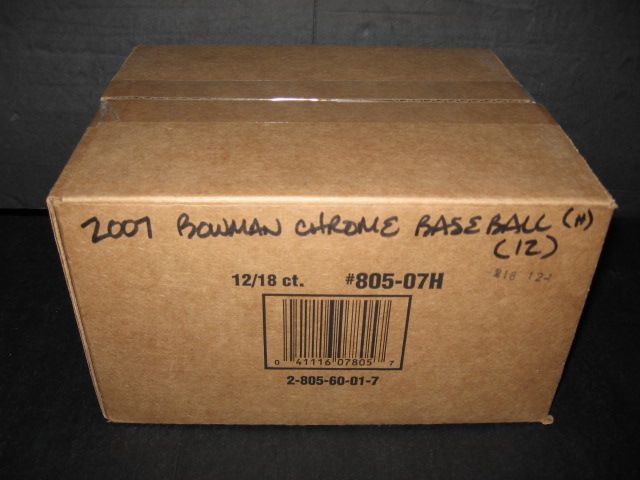 2007 BOWMAN CHROME BASEBALL (H)
(12)
12/18 ct. #805-07H
0 41116 07805 7
2-805-60-01-7